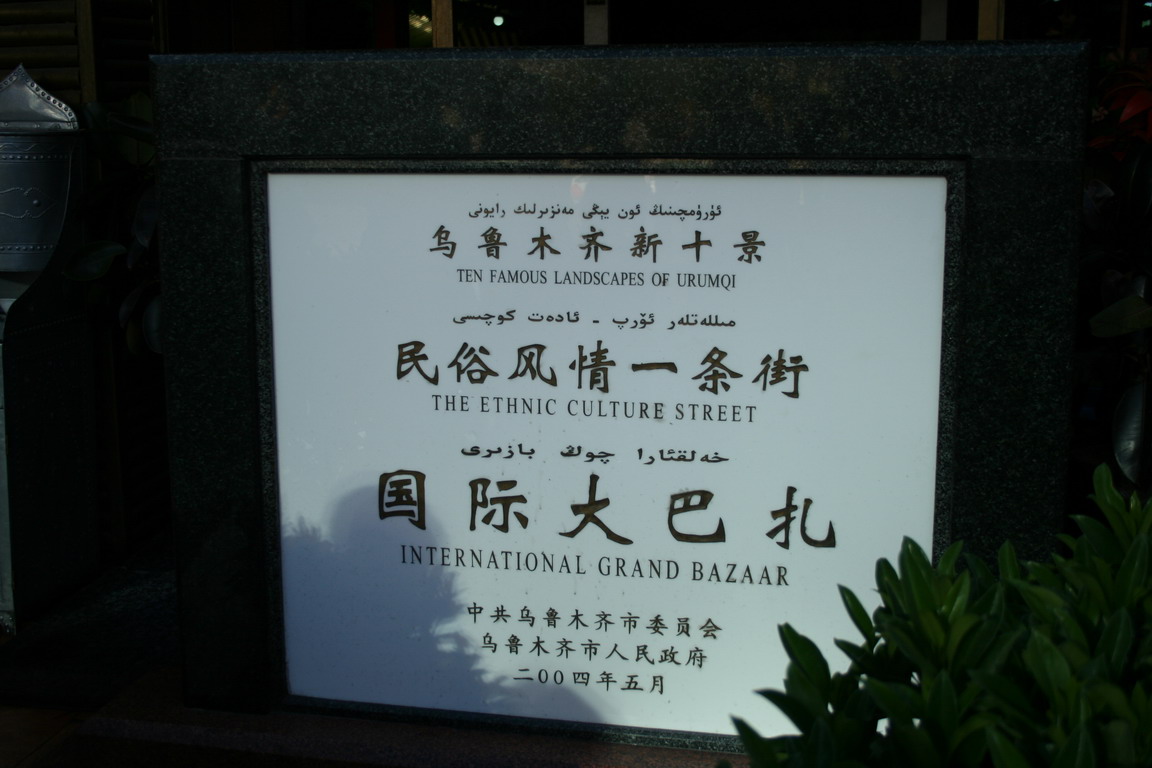 ئۈرۈمچىنىڭ ئون يېڭى مەنزىرىلىك رايونى
乌鲁木齐新十景
TEN FAMOUS LANDSCAPES OF URUMQI
مىللەتلەر ئۆرپ - ئادەت كوچىسى
民俗风情一条街
THE ETHNIC CULTURE STREET
خەلقئارا چوڭ بازىرى
国际大巴扎
INTERNATIONAL GRAND BAZAAR
中共乌鲁木齐市委员会
乌鲁木齐市人民政府
二00四年五月